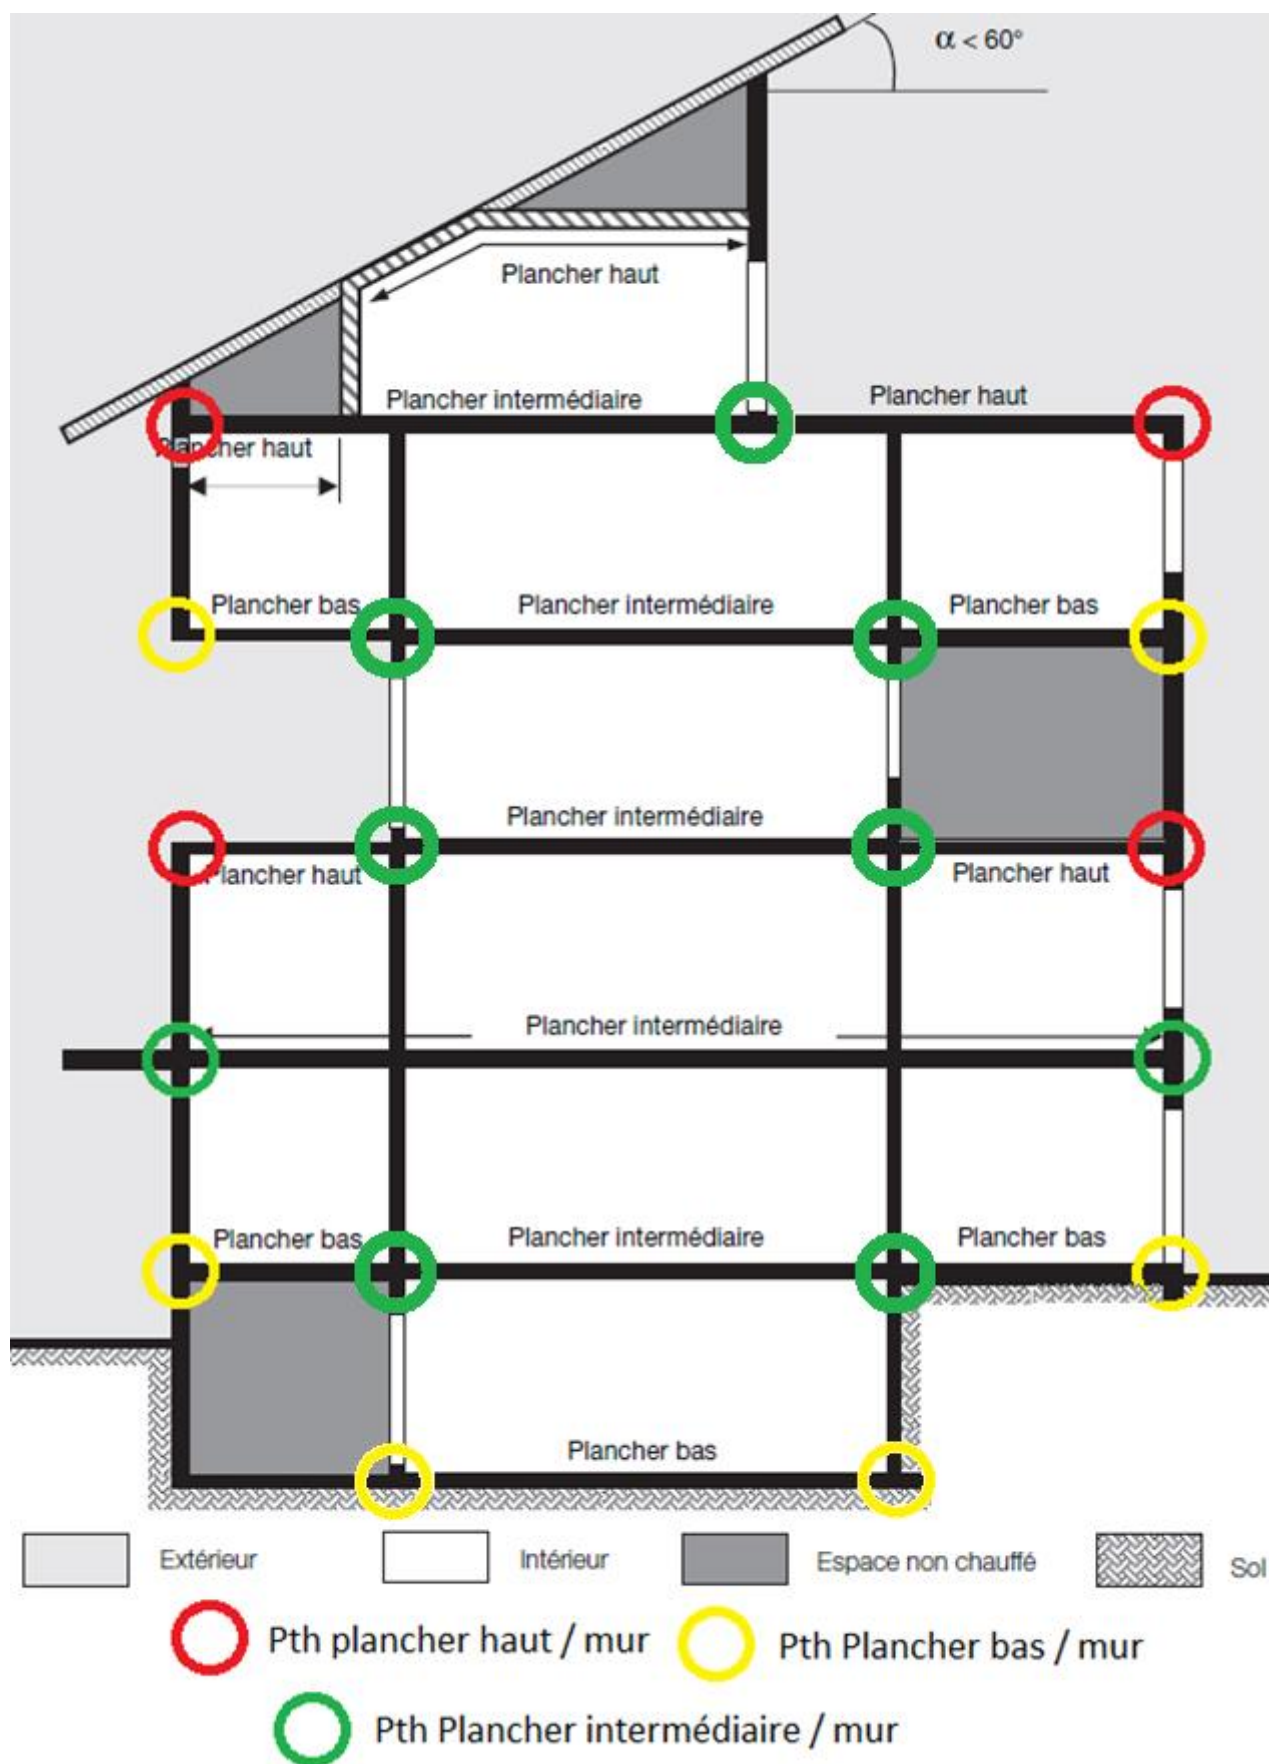 α < 60°
Plancher haut
Plancher intermédiaire
Plancher haut
Plancher haut
Plancher bas
Plancher intermédiaire
Plancher bas
Plancher intermédiaire
Plancher haut
Plancher haut
Plancher intermédiaire
Plancher bas
Plancher intermédiaire
Plancher bas
Plancher bas
Extérieur
Intérieur
Espace non chauffé
Sol
Pth plancher haut / mur
Pth Plancher bas / mur
Pth Plancher intermédiaire / mur